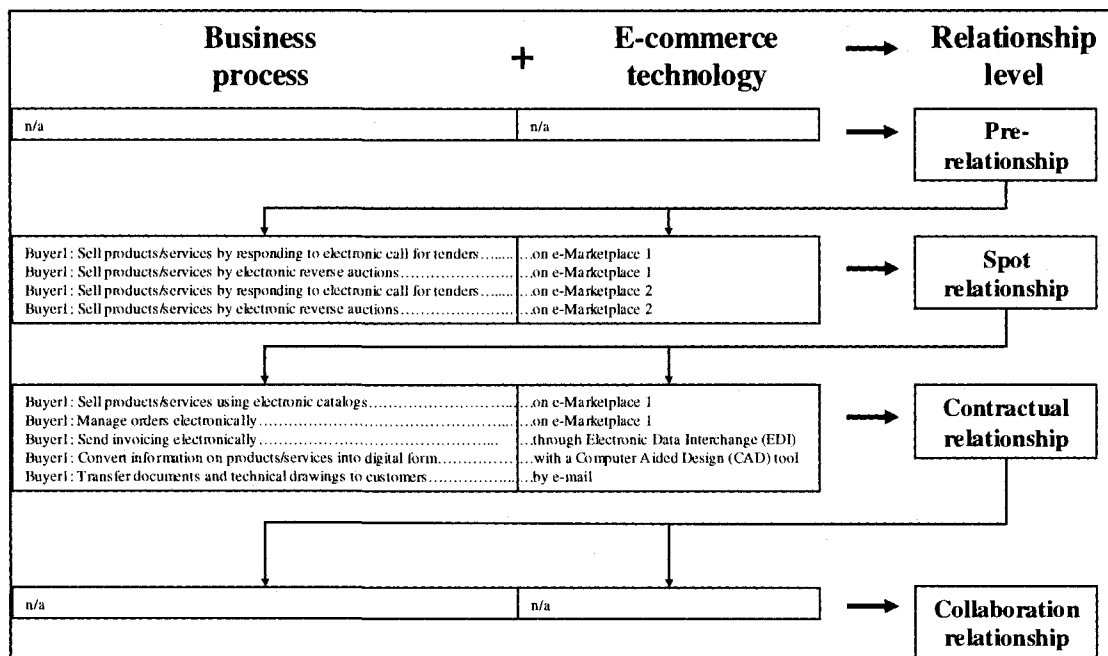 Business
process
+
E-commerce
technology
Relationship
level
n/a
n/a
Pre-
relationship
Buyer1: Sell products/services by responding to electronic call for tenders……. …on e-Marketplace 1
Buyer1: Sell products/services by electronic reverse auctions………………… …on e-Marketplace 1
Buyer1: Sell products/services by responding to electronic call for tenders……. …on e-Marketplace 2
Buyer1: Sell products/services by electronic reverse auctions………………… …on e-Marketplace 2
Spot
relationship
Buyer1: Sell products/services using electronic catalogs……………………… …on e-Marketplace 1
Buyer1: Manage orders electronically………………………………………… …on e-Marketplace 1
Buyer1: Send invoicing electronically……………………………………… …through Electronic Data Interchange (EDI)
Buyer1: Convert information on products/services into digital form………… …with a Computer Aided Design (CAD) tool
Buyer1: Transfer documents and technical drawings to customers…………… …by e-mail
Contractual
relationship
n/a
n/a
Collaboration
relationship